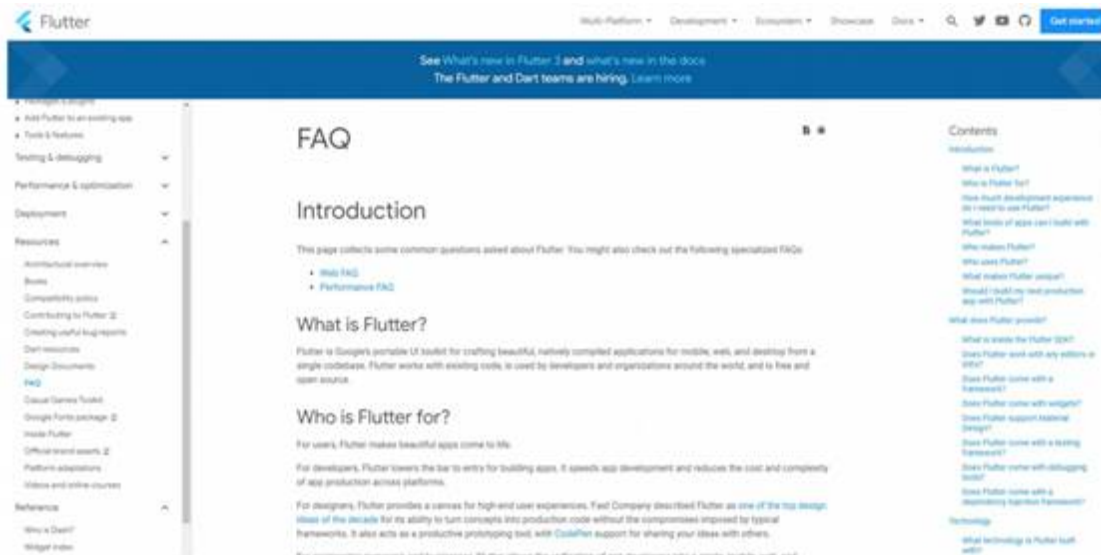 Flutter
Multi-Platform Development Ecosystem Showcase Docs Get started
See What's new in Flutter 3 and what's new in the docs
The Flutter and Dart teams are hiring. Learn more
Packages & plugins
Add Flutter to an existing app
Tools & features
Testing & debugging
Performance & optimization
Deployment
Resources
Architectural overview
Books
Compatibility policy
Contributing to Flutter
Creating useful bug reports
Dart resources
Design Documents
FAQ
Casual Games Toolkit
Google Fonts package
Inside Flutter
Official brand assets
Platform adaptations
Videos and online courses
Reference
Who is Dash?
Widget index
FAQ
Introduction
This page collects some common questions asked about Flutter. You might also check out the following specialized FAQs:
Web FAQ
Performance FAQ
What is Flutter?
Flutter is Google's portable UI toolkit for crafting beautiful, natively compiled applications for mobile, web, and desktop from a
single codebase. Flutter works with existing code, is used by developers and organizations around the world, and is free and
open source.
Who is Flutter for?
For users, Flutter makes beautiful apps come to life.
For developers, Flutter lowers the bar to entry for building apps. It speeds app development and reduces the cost and complexity
of app production across platforms.
For designers, Flutter provides a canvas for high-end user experiences. Fast Company described Flutter as one of the top design
ideas of the decade for its ability to turn concepts into production code without the compromises imposed by typical
frameworks. It also acts as a productive prototyping tool, with CodePen support for sharing your ideas with others.
Contents
Introduction
What is Flutter?
Who is Flutter for?
How much development experience
do I need to use Flutter?
What kinds of apps can I build with
Flutter?
Who makes Flutter?
Who uses Flutter?
What makes Flutter unique?
Should I build my next production
app with Flutter?
What does Flutter provide?
What is inside the Flutter SDK?
Does Flutter work with any editors or
IDEs?
Does Flutter come with a
framework?
Does Flutter come with widgets?
Does Flutter support Material
Design?
Does Flutter come with a testing
framework?
Does Flutter come with debugging
tools?
Does Flutter come with a
dependency injection framework?
Technology
What technology is Flutter built
with?